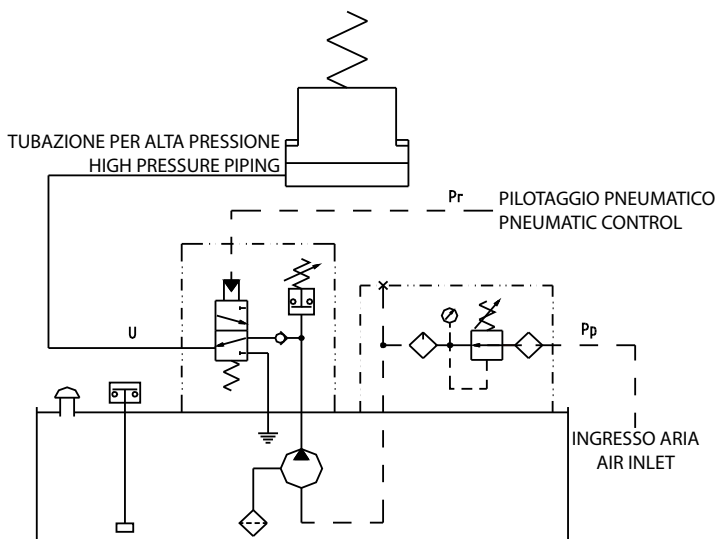 TUBAZIONE PER ALTA PRESSIONE
HIGH PRESSURE PIPING
Pr
PILOTAGGIO PNEUMATICO
PNEUMATIC CONTROL
U
Pp
INGRESSO ARIA
AIR INLET